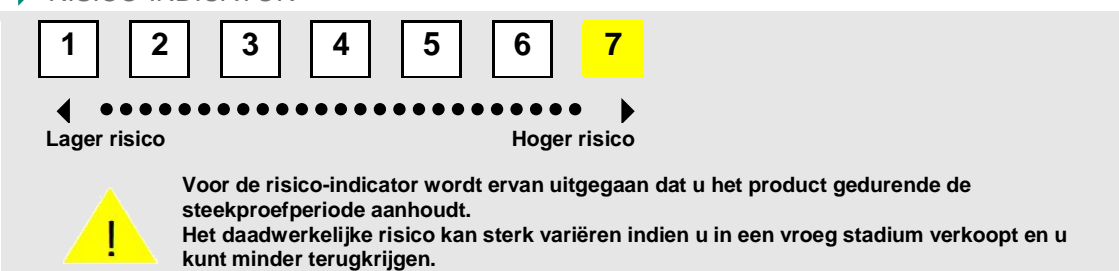 RISICO-INDICATOR
1 2 3 4 5 6 7
Lager risico Hoger risico
Voor de risico-indicator wordt ervan uitgegaan dat u het product gedurende de
steekproefperiode aanhoudt.
! Het daadwerkelijke risico kan sterk variëren indien u in een vroeg stadium verkoopt en u
kunt minder terugkrijgen.